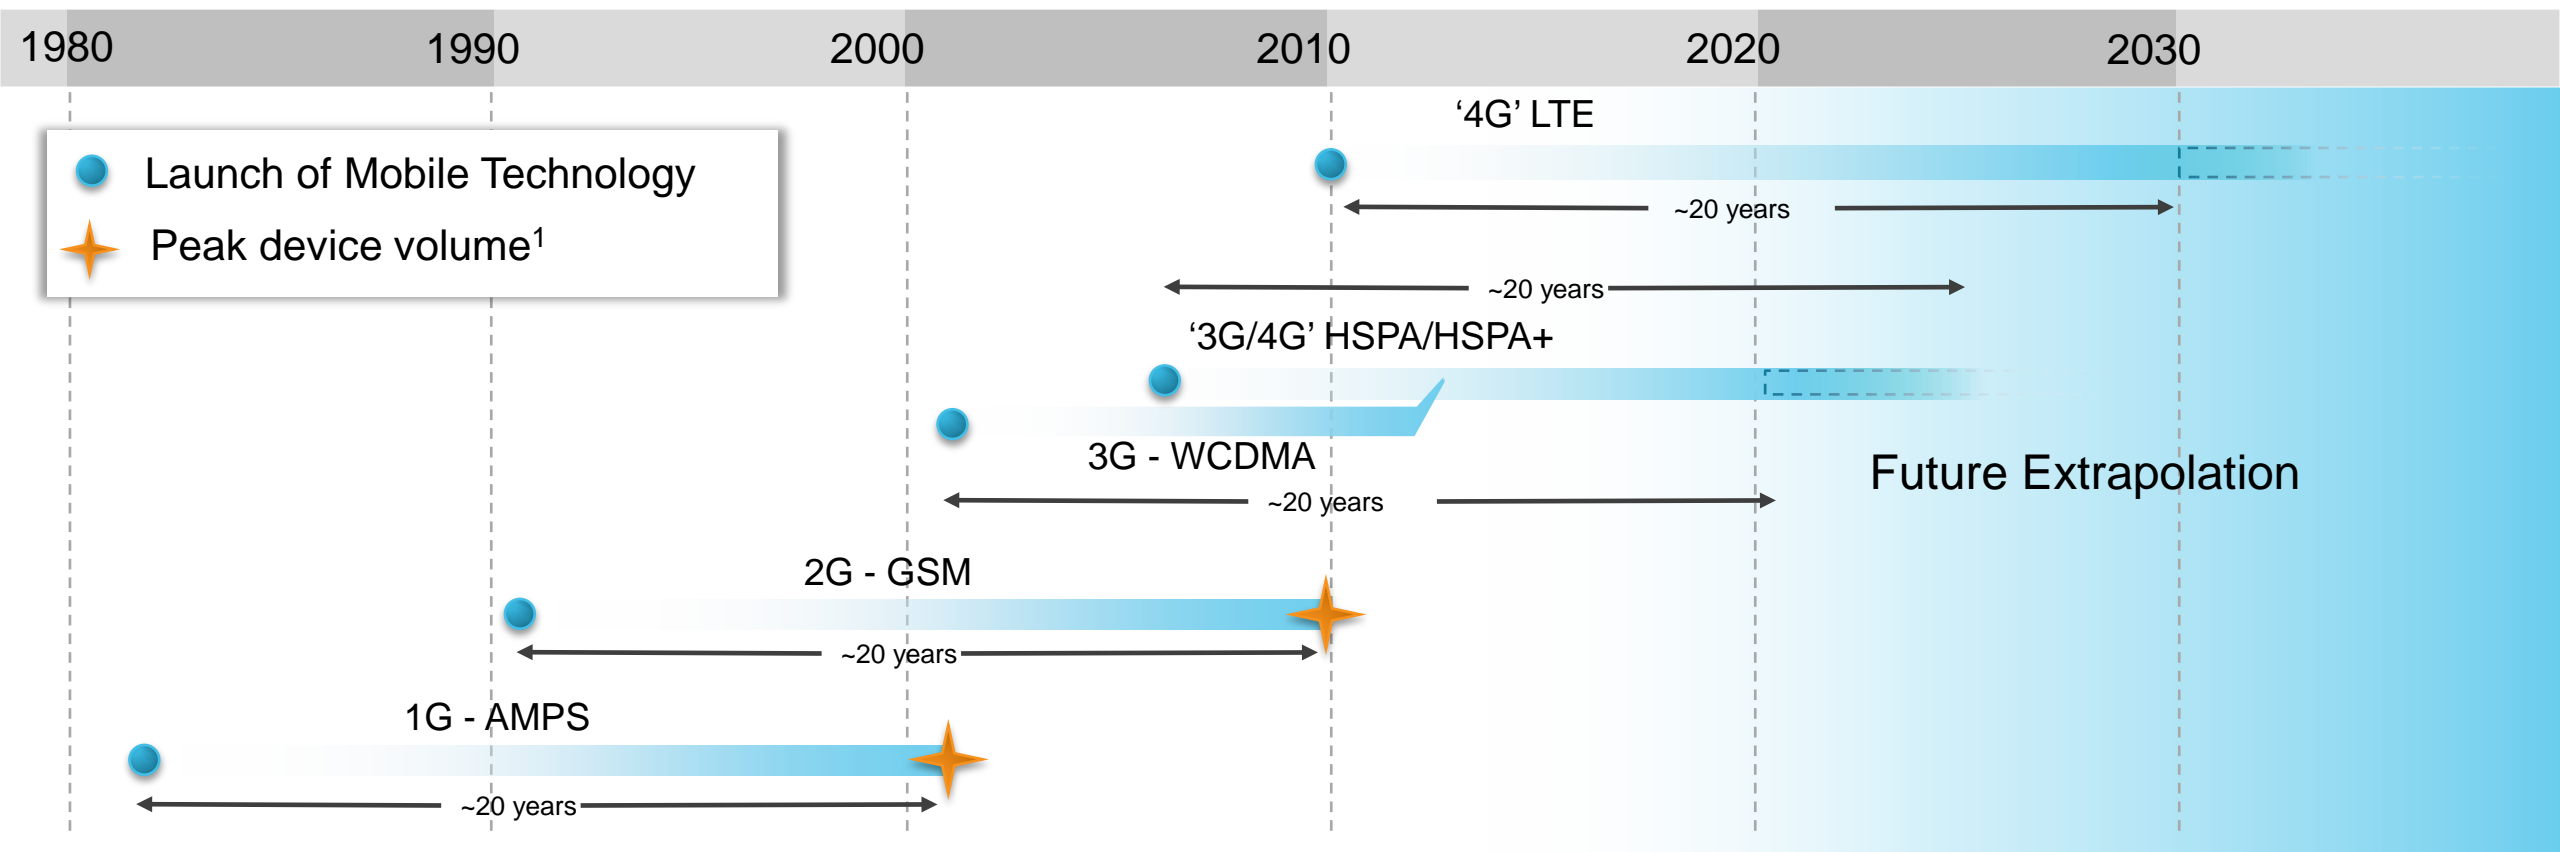 1980 1990 2000 2010 2020 2030
‘4G’ LTE
Launch of Mobile Technology
~20 years
Peak device volume1
~20 years
‘3G/4G’ HSPA/HSPA+
3G - WCDMA
Future Extrapolation
~20 years
2G - GSM
~20 years
1G - AMPS
~20 years